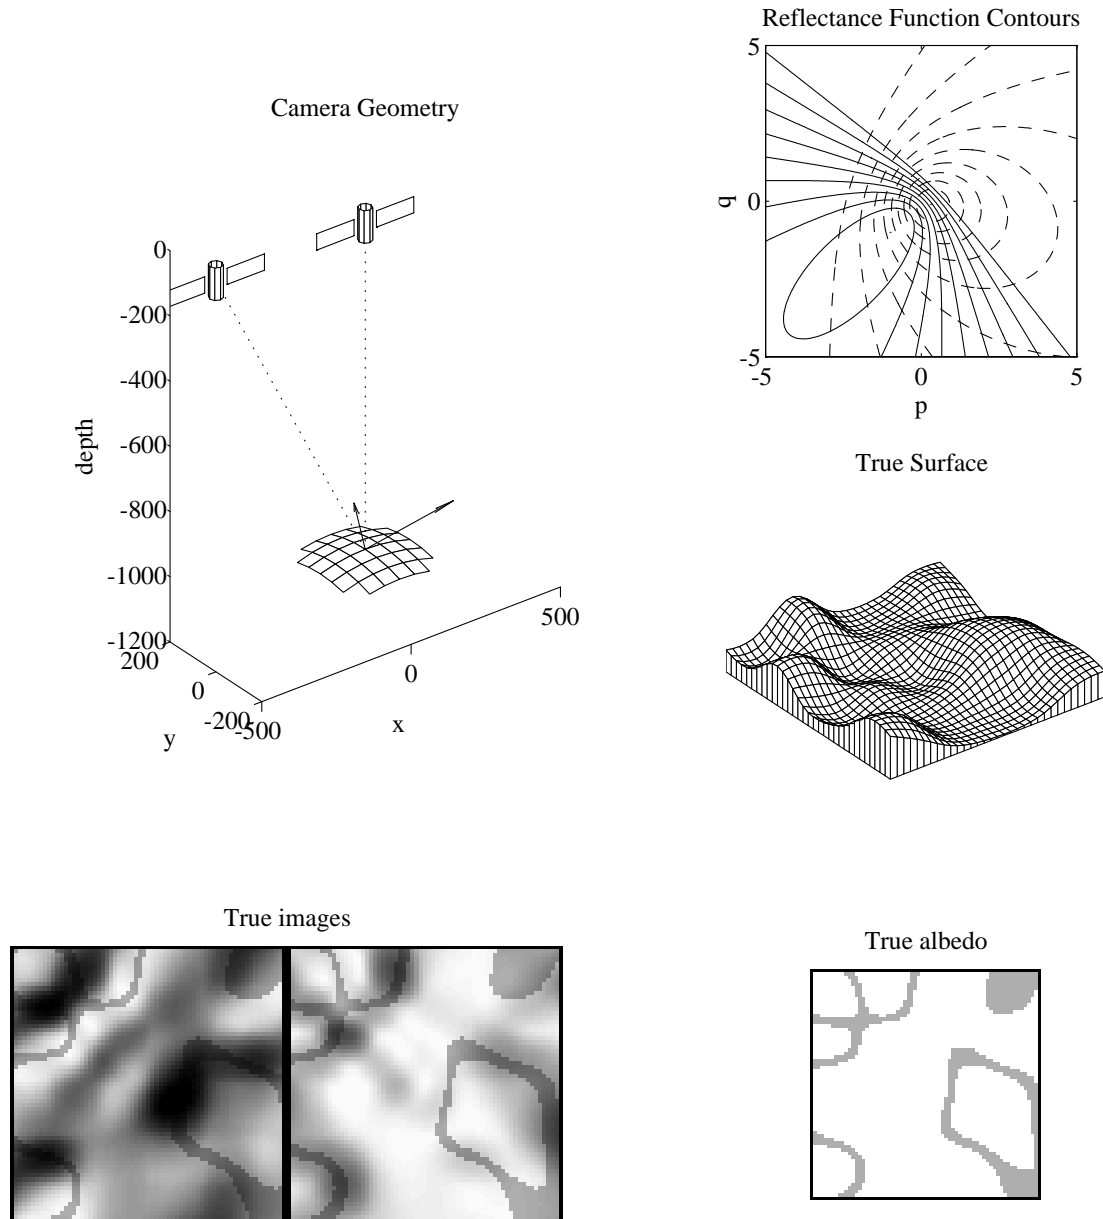 Reflectance Function Contours
5
q
0
-5
-5
0
5
p
Camera Geometry
0
-200
-400
-600
depth
-800
-1000
-1200
200
0
-200
y
-500
0
500
x
True Surface
True images
True albedo